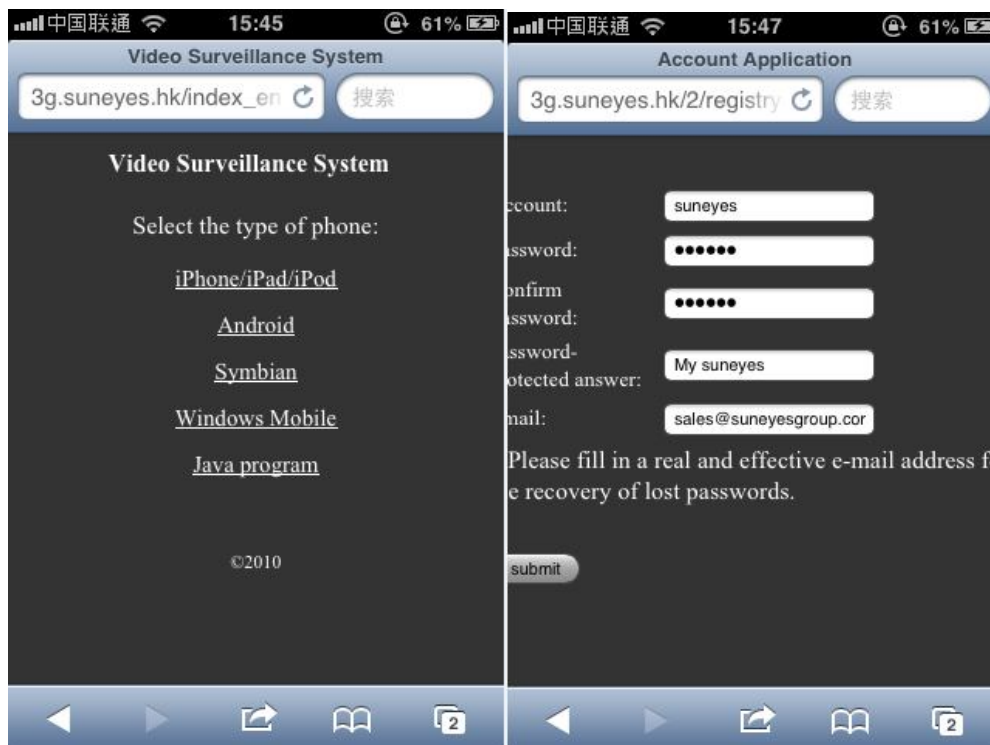 中国联通 15:45 61%
Video Surveillance System
3g.suneyes.hk/index_en 搜索
Video Surveillance System
Select the type of phone:
iPhone/iPad/iPod
Android
Symbian
Windows Mobile
Java program
©2010
2
中国联通 15:47 61%
Account Application
3g.suneyes.hk/2/registry 搜索
ccount: suneyes
ssword: ••••••
onfirm
ssword: ••••••
ssword-
otected answer: My suneyes
mail: sales@suneyesgroup.cor
Please fill in a real and effective e-mail address f
e recovery of lost passwords.
submit
2